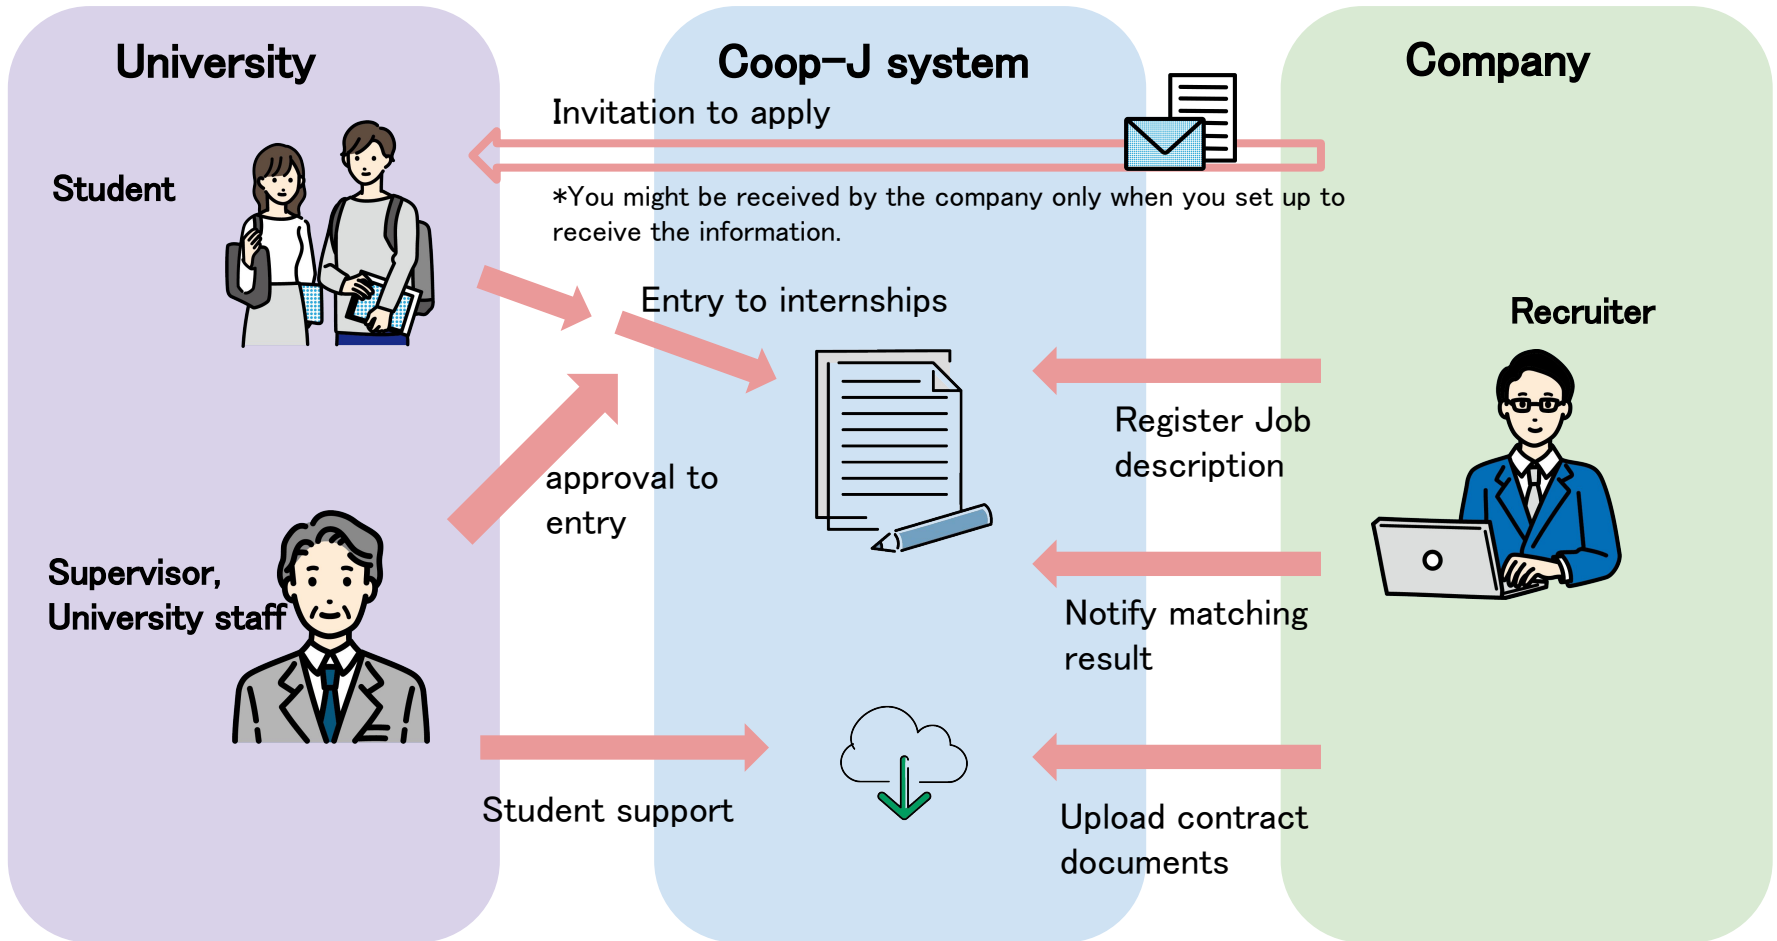 University
Coop-J system
Company
Invitation to apply
Student
*You might be received by the company only when you set up to
receive the information.
Entry to internships
Recruiter
Register Job
description
approval to
entry
Supervisor,
University staff
Notify matching
result
Student support
Upload contract
documents